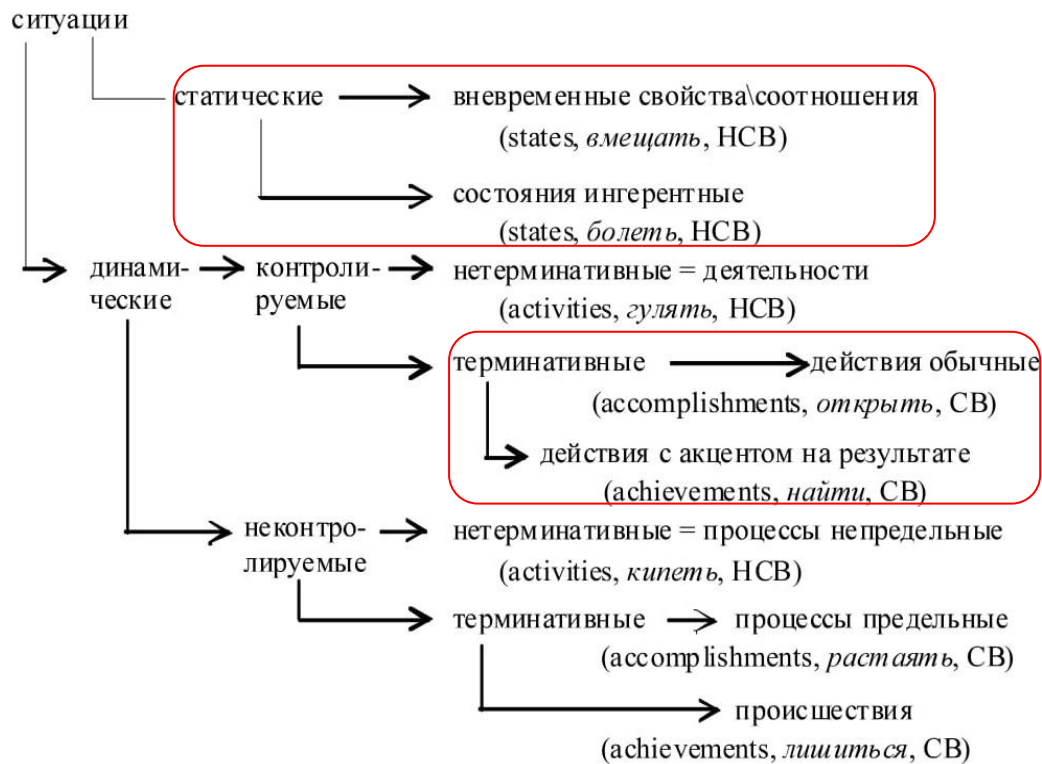 ситуации
статические вневременные свойства\соотношения
(states, вмещать, НСВ)
состояния ингерентные
(states, болеть, НСВ)
динами- контроли- нетерминативные = деятельности
ческие руемые (activities, гулять, НСВ)
терминативные действия обычные
(accomplishments, открыть, СВ)
действия с акцентом на результате
(achievements, найти, СВ)
неконтро- нетерминативные = процессы непредельные
лируемые (activities, кипеть, НСВ)
терминативные процессы предельные
(accomplishments, растаять, СВ)
происшествия
(achievements, лишиться, СВ)